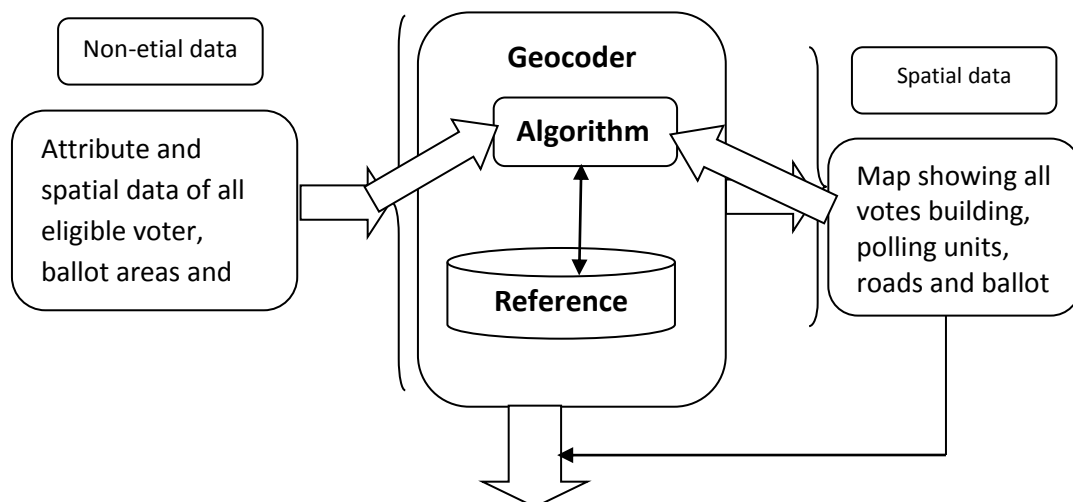 Non-etial data
Attribute and
spatial data of all
eligible voter,
ballot areas and
Geocoder
Algorithm
Reference
Spatial data
Map showing all
votes building,
polling units,
roads and ballot